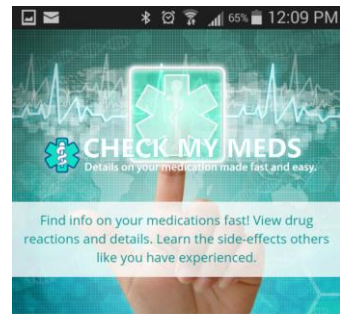 65% 12:09 PM
CHECK MY MEDS
Details on your medication made fast and easy.
Find info on your medications fast! View drug
reactions and details. Learn the side-effects others
like you have experienced.